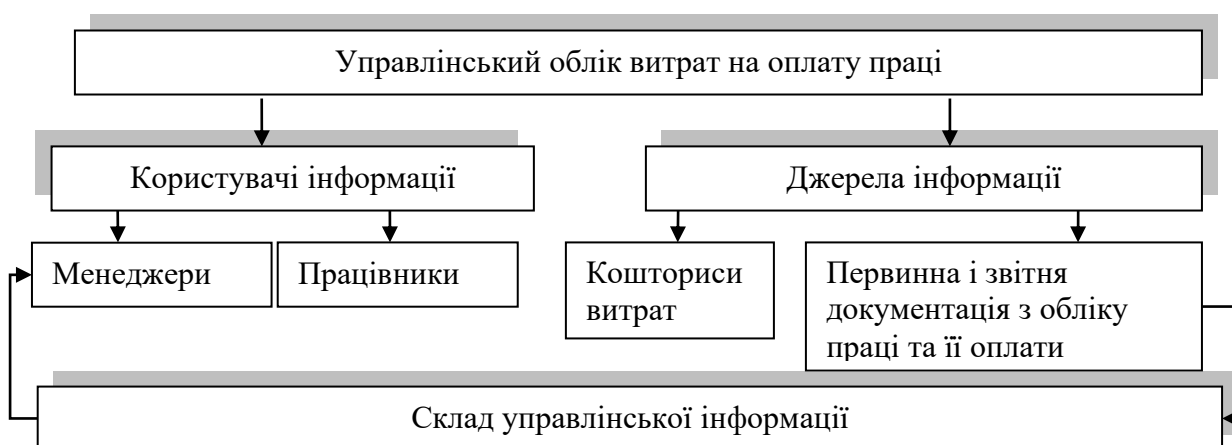 Управлінський облік витрат на оплату праці
Користувачі інформації
Джерела інформації
Менеджери
Працівники
Кошториси
витрат
Первинна і звітня
документація з обліку
праці та її оплати
Склад управлінської інформації